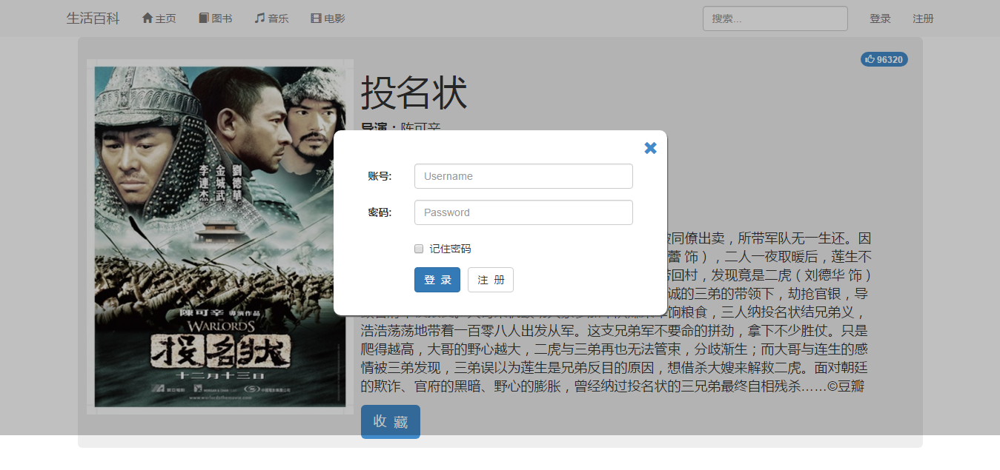 生活百科 主页 图书 音乐 电影 搜索... 登录 注册
96320
投名状
导演：陈可辛
账号: Username
密码: Password
记住密码
登 录 注 册
同僚出卖，所带军队无一生还。因
蕾 饰 ），二人一夜取暖后，莲生不
回村，发现竟是二虎（ 刘德华 饰 ）
诚的三弟的带领下，劫抢官银，导
饷粮食，三人纳投名状结兄弟义，
浩浩荡荡地带着一百零八人出发从军。这支兄弟军不要命的拼劲，拿下不少胜仗。只是
爬得越高，大哥的野心越大，二虎与三弟再也无法管束，分歧渐生；而大哥与连生的感
情被三弟发现，三弟误以为莲生是兄弟反目的原因，想借杀大嫂来解救二虎。面对朝廷
的欺诈、官府的黑暗、野心的膨胀，曾经纳过投名状的三兄弟最终自相残杀……©豆瓣
收 藏
李連杰
金城武
劉德華
陳可辛 導演作品
THE
WARLORDS
投名狀
十二月十三日
www.warlordsthemovie.com